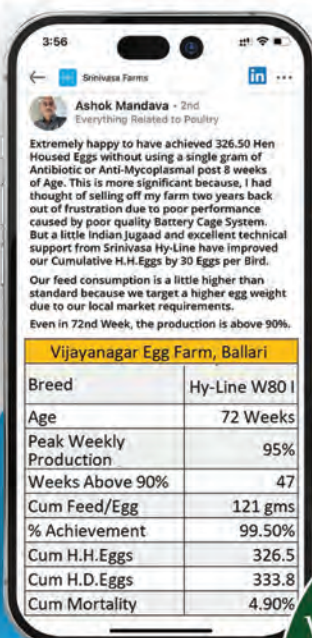 3:56
Srinivasa Farms
in
Ashok Mandava • 2nd
Everything Related to Poultry
Extremely happy to have achieved 326.50 Hen
Housed Eggs without using a single gram of
Antibiotic or Anti-Mycoplasmal post 8 weeks
of Age. This is more significant because, I had
thought of selling off my farm two years back
out of frustration due to poor performance
caused by poor quality Battery Cage System.
But a little Indian Jugaad and excellent technical
support from Srinivasa Hy-Line have improved
our Cumulative H.H.Eggs by 30 Eggs per Bird.
Our feed consumption is a little higher than
standard because we target a higher egg weight
due to our local market requirements.
Even in 72nd Week, the production is above 90%.
Vijayanagar Egg Farm, Ballari
Breed Hy-Line W80 I
Age 72 Weeks
Peak Weekly
Production 95%
Weeks Above 90% 47
Cum Feed/Egg 121 gms
% Achievement 99.50%
Cum H.H.Eggs 326.5
Cum H.D.Eggs 333.8
Cum Mortality 4.90%